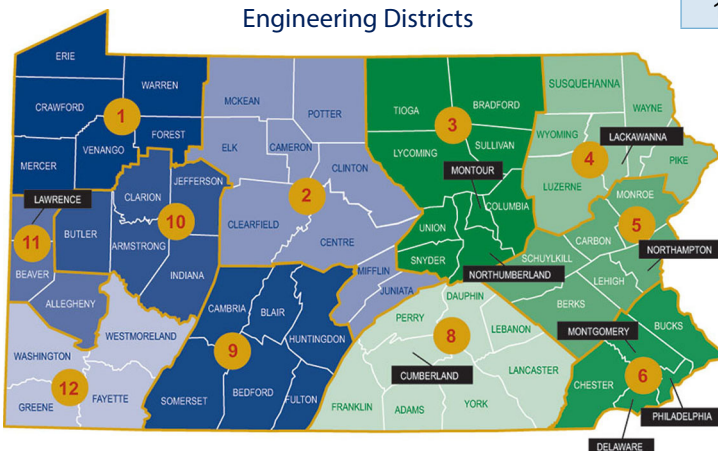 Engineering Districts
1
ERIE
WARREN
CRAWFORD
1
FOREST
VENANGO
MERCER
MCKEAN
POTTER
ELK
CAMERON
CLINTON
2
CLEARFIELD
CENTRE
MIFFLIN
JUNIATA
TIOGA
BRADFORD
3
SULLIVAN
LYCOMING
MONTOUR
COLUMBIA
UNION
SNYDER
NORTHUMBERLAND
SUSQUEHANNA
WAYNE
WYOMING
LACKAWANNA
4
PIKE
LUZERNE
MONROE
5
CARBON
NORTHAMPTON
SCHUYLKILL
LEHIGH
BERKS
JEFFERSON
CLARION
10
ARMSTRONG
INDIANA
BUTLER
LAWRENCE
11
BEAVER
ALLEGHENY
WESTMORELAND
WASHINGTON
12
GREENE
FAYETTE
CAMBRIA
BLAIR
HUNTINGDON
9
SOMERSET
BEDFORD
FULTON
DAUPHIN
PERRY
LEBANON
8
CUMBERLAND
LANCASTER
FRANKLIN
ADAMS
YORK
MONTGOMERY
BUCKS
6
CHESTER
PHILADELPHIA
DELAWARE